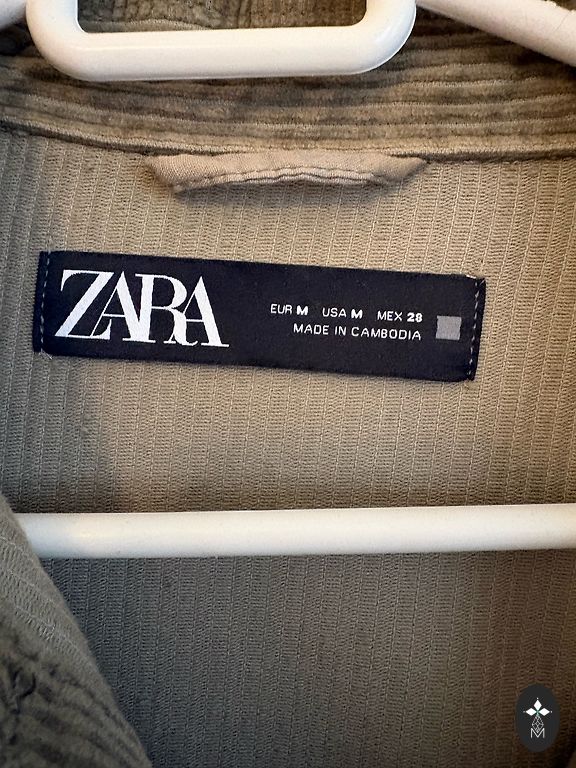 ZARA
EUR M USA M MEX 28
MADE IN CAMBODIA
M